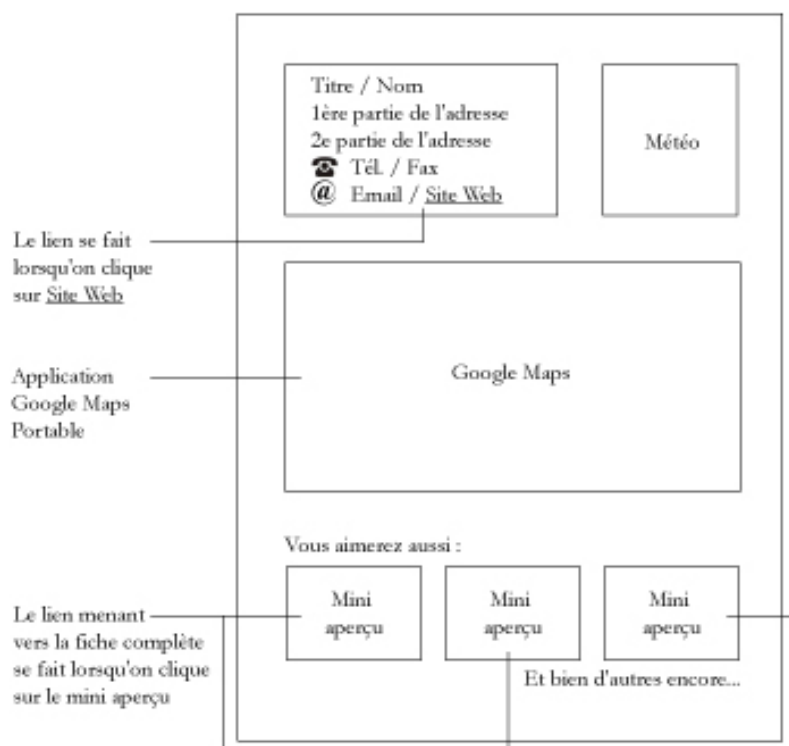 Titre / Nom
1ère partie de l'adresse
2e partie de l'adresse
☎ Tél. / Fax
@ Email / Site Web
Météo
Le lien se fait
lorsqu'on clique
sur Site Web
Google Maps
Application
Google Maps
Portable
Vous aimerez aussi :
Mini
aperçu
Mini
aperçu
Mini
aperçu
Le lien menant
vers la fiche complète
se fait lorsqu'on clique
sur le mini aperçu
Et bien d'autres encore...